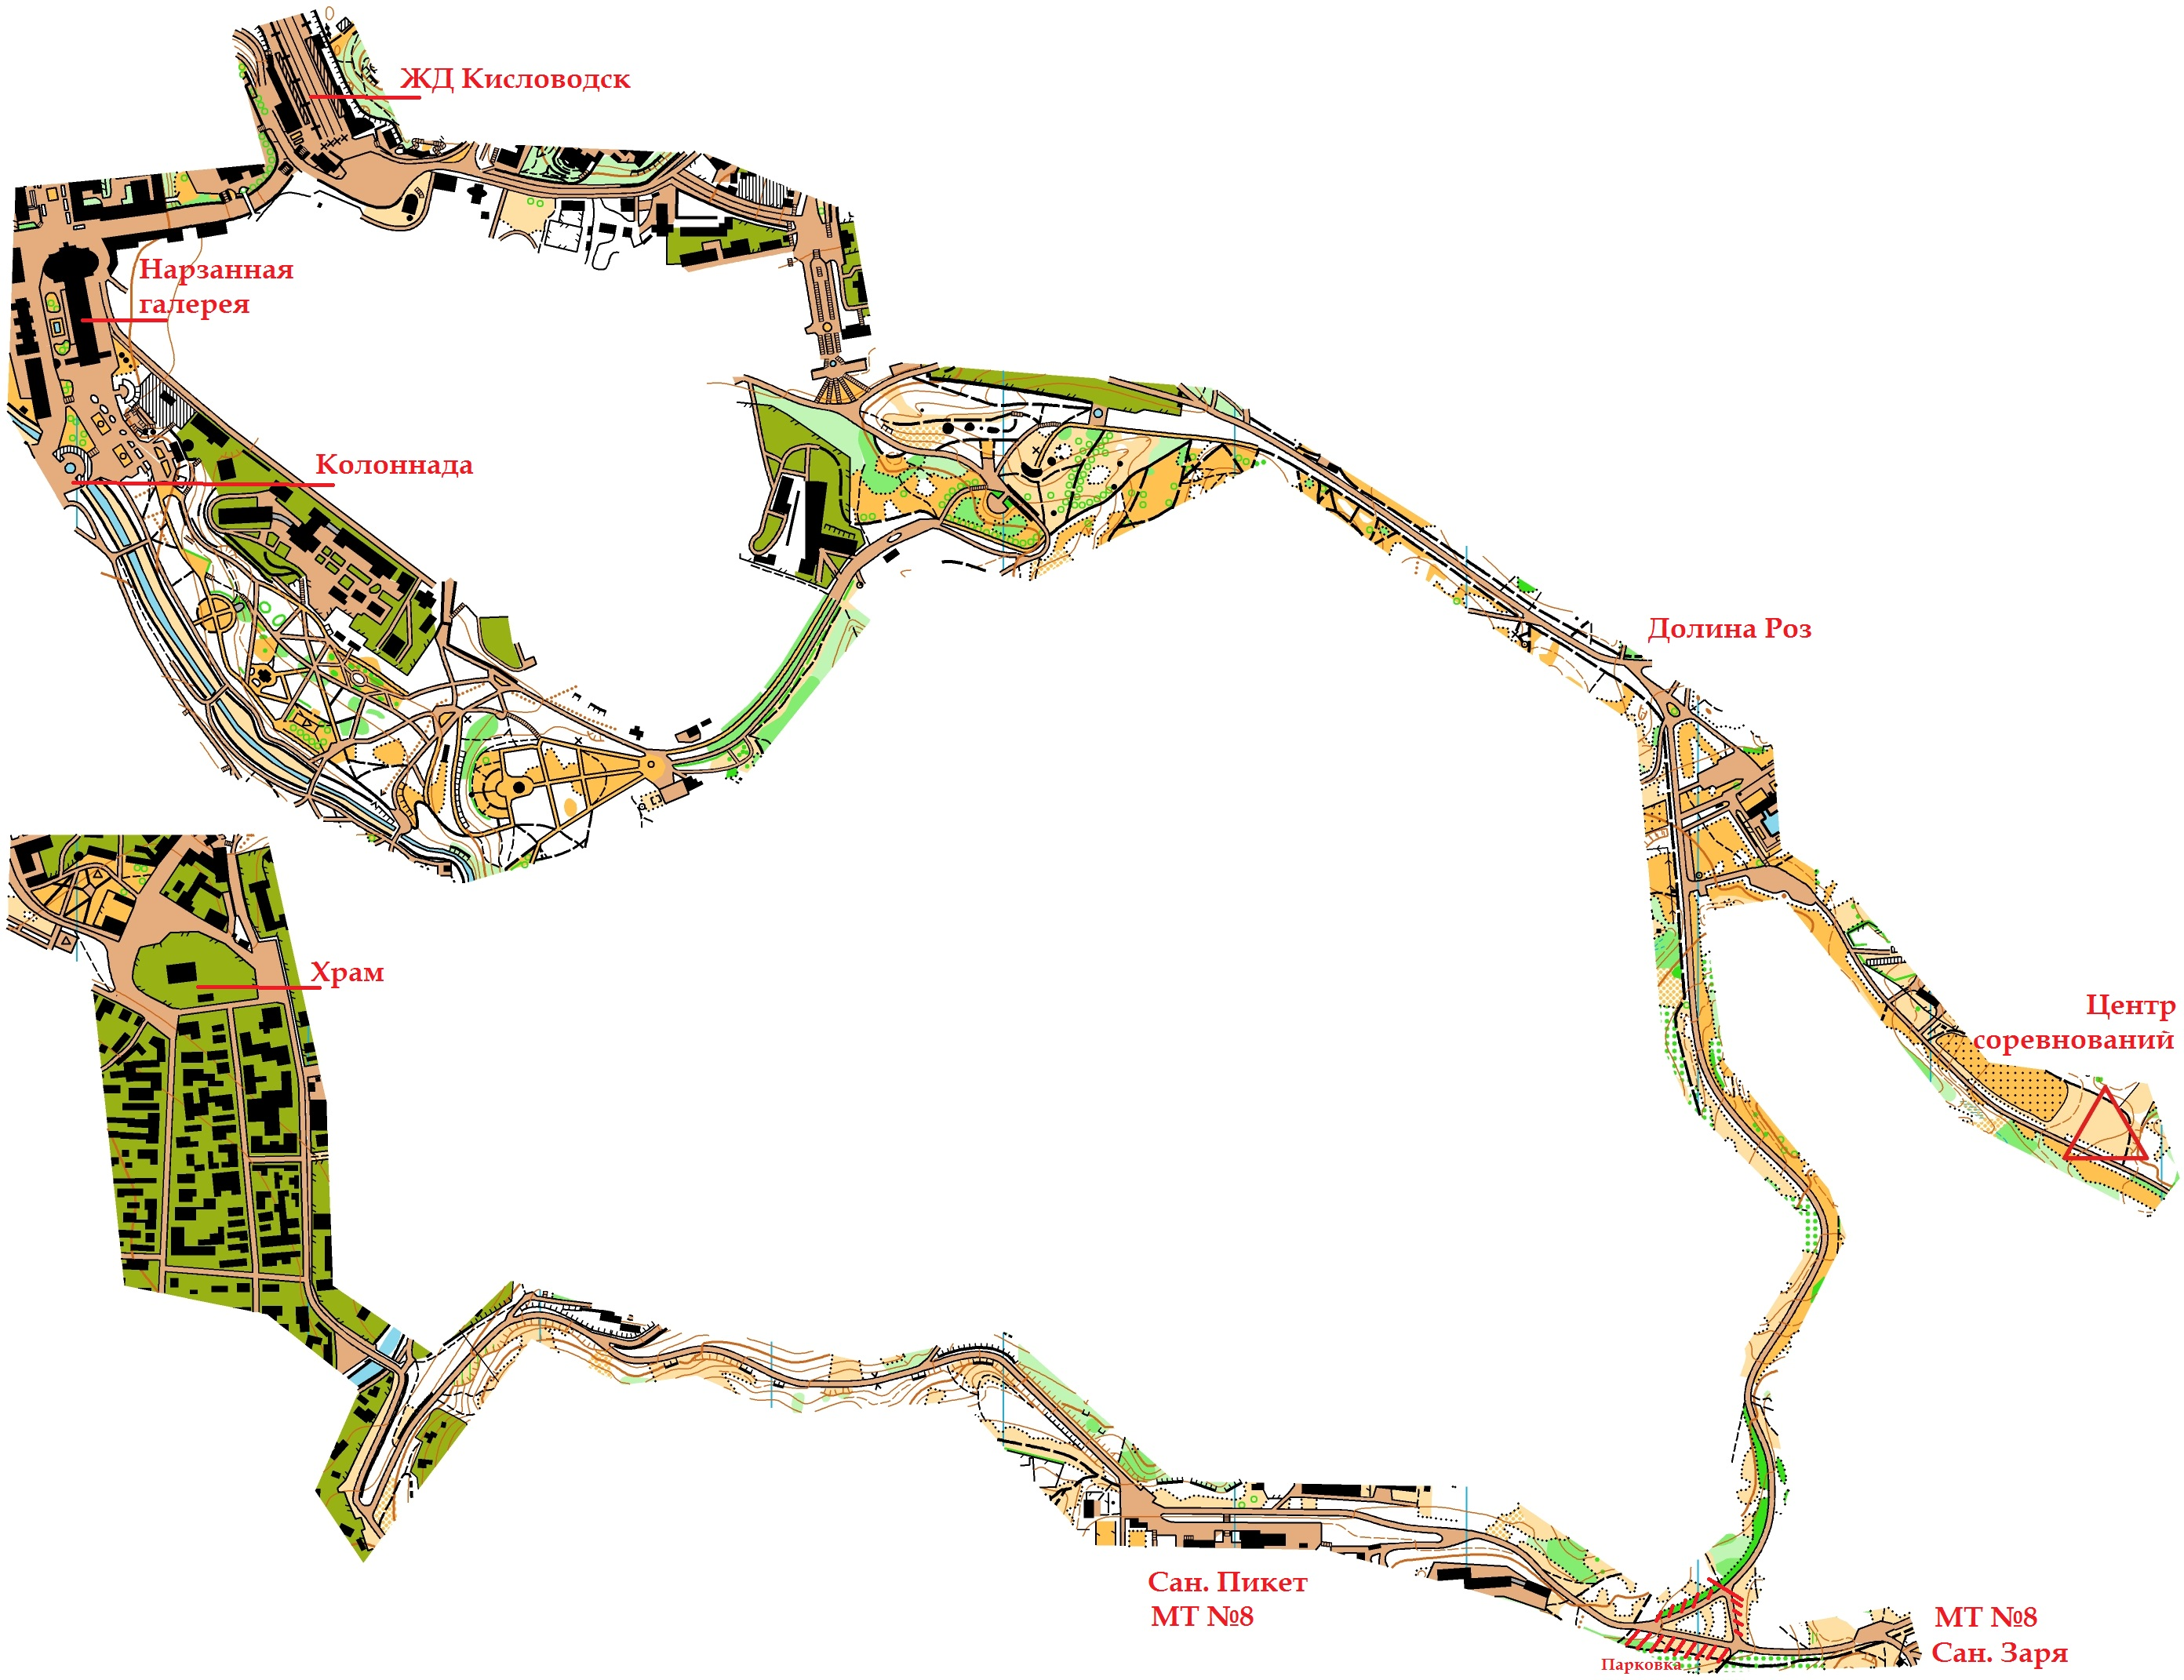 ЖД Кисловодск
Нарзанная
галерея
Колоннада
Долина Роз
Храм
Центр
соревнований
Сан. Пикет
МТ №8
МТ №8
Сан. Заря
Парковка